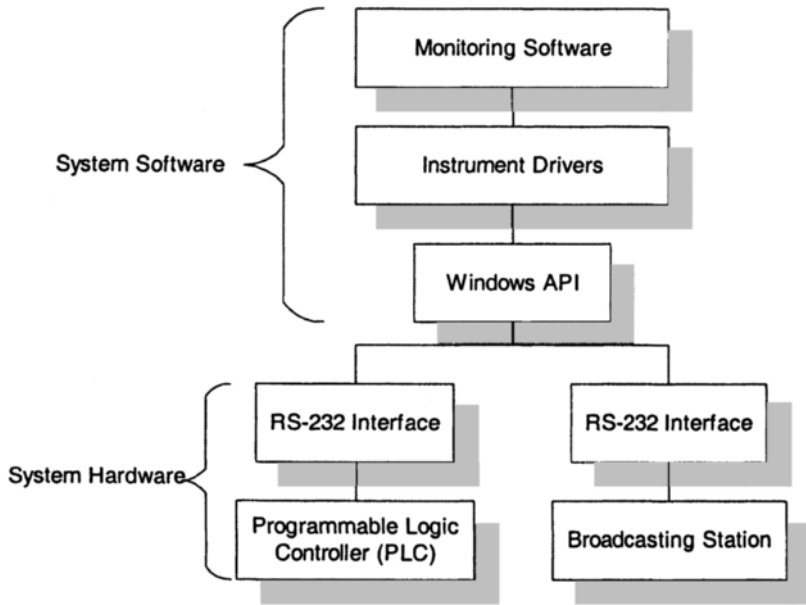 Monitoring Software
System Software
Instrument Drivers
Windows API
RS-232 Interface
RS-232 Interface
System Hardware
Programmable Logic
Controller (PLC)
Broadcasting Station